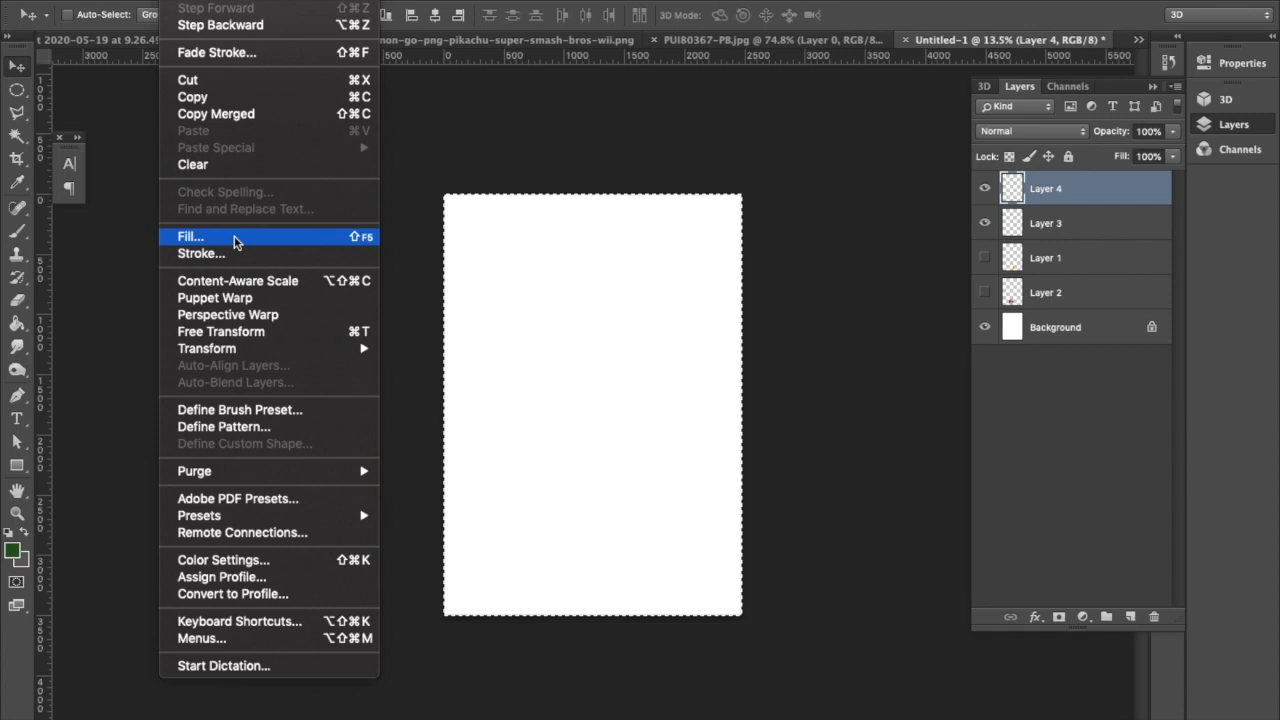 Step Forward ⇧⌘Z
Auto-Select: Gro
3D Mode:
3D
Step Backward ⌥⌘Z
t 2020-05-19 at 9.26.49
non-go-png-pikachu-super-smash-bros-wii.png
PUI80367-PB.jpg @ 74.8% (Layer 0, RGB/8...
Untitled-1 @ 13.5% (Layer 4, RGB/8) *
Fade Stroke... ⇧⌘F
3000 500 0 500 1000 1500 2000 2500 3000 3500 4000 4500 5000 5500
Cut ⌘X
Copy ⌘C
Copy Merged ⇧⌘C
Paste ⌘V
Paste Special
Clear
Check Spelling...
Find and Replace Text...
Fill... ⇧F5
Stroke...
Content-Aware Scale ⌥⇧⌘C
Puppet Warp
Perspective Warp
Free Transform ⌘T
Transform
Auto-Align Layers...
Auto-Blend Layers...
Define Brush Preset...
Define Pattern...
Define Custom Shape...
Purge
Adobe PDF Presets...
Presets
Remote Connections...
Color Settings... ⇧⌘K
Assign Profile...
Convert to Profile...
Keyboard Shortcuts... ⌥⇧⌘K
Menus... ⌥⇧⌘M
Start Dictation...
3D Layers Channels
Kind
Normal Opacity: 100%
Lock: Fill: 100%
Layer 4
Layer 3
Layer 1
Layer 2
Background
Properties
3D
Layers
Channels